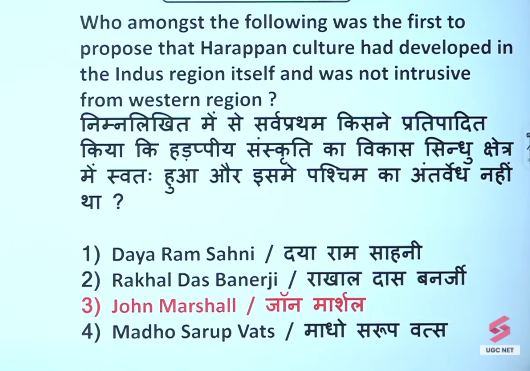 Who amongst the following was the first to
propose that Harappan culture had developed in
the Indus region itself and was not intrusive
from western region ?
निम्नलिखित में से सर्वप्रथम किसने प्रतिपादित
किया कि हड़प्पीय संस्कृति का विकास सिन्धु क्षेत्र
में स्वतः हुआ और इसमे पश्चिम का अंतर्वेध नहीं
था ?
1) Daya Ram Sahni / दया राम साहनी
2) Rakhal Das Banerji / राखाल दास बनर्जी
3) John Marshall / जॉन मार्शल
4) Madho Sarup Vats / माधो सरूप वत्स
UGC NET